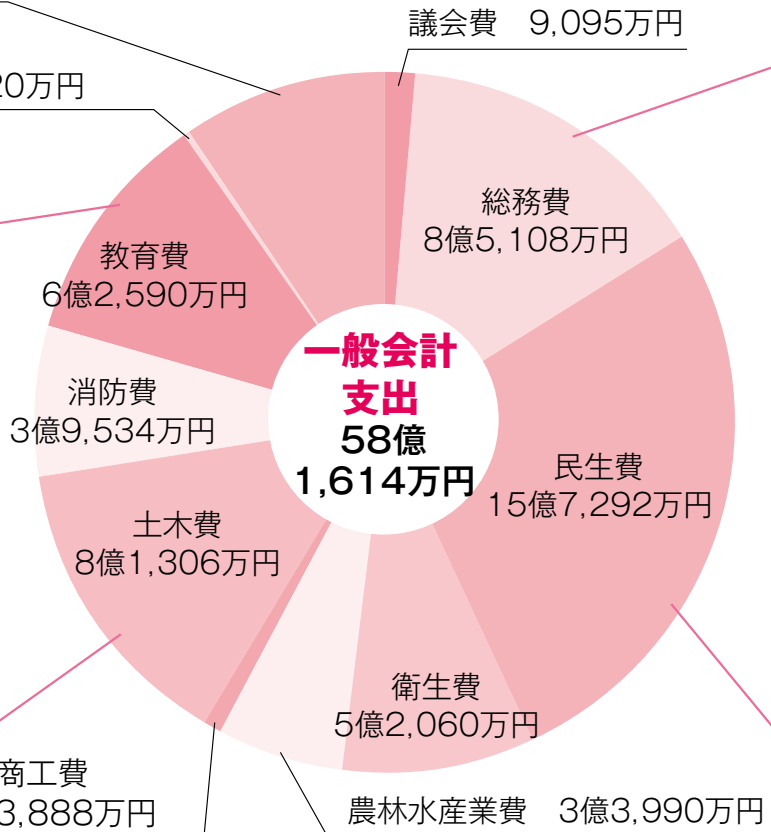 議会費　9,095万円
20万円
総務費
8億5,108万円
教育費
6億2,590万円
一般会計
支出
58億
1,614万円
消防費
3億9,534万円
民生費
15億7,292万円
土木費
8億1,306万円
衛生費
5億2,060万円
商工費
3,888万円
農林水産業費　3億3,990万円